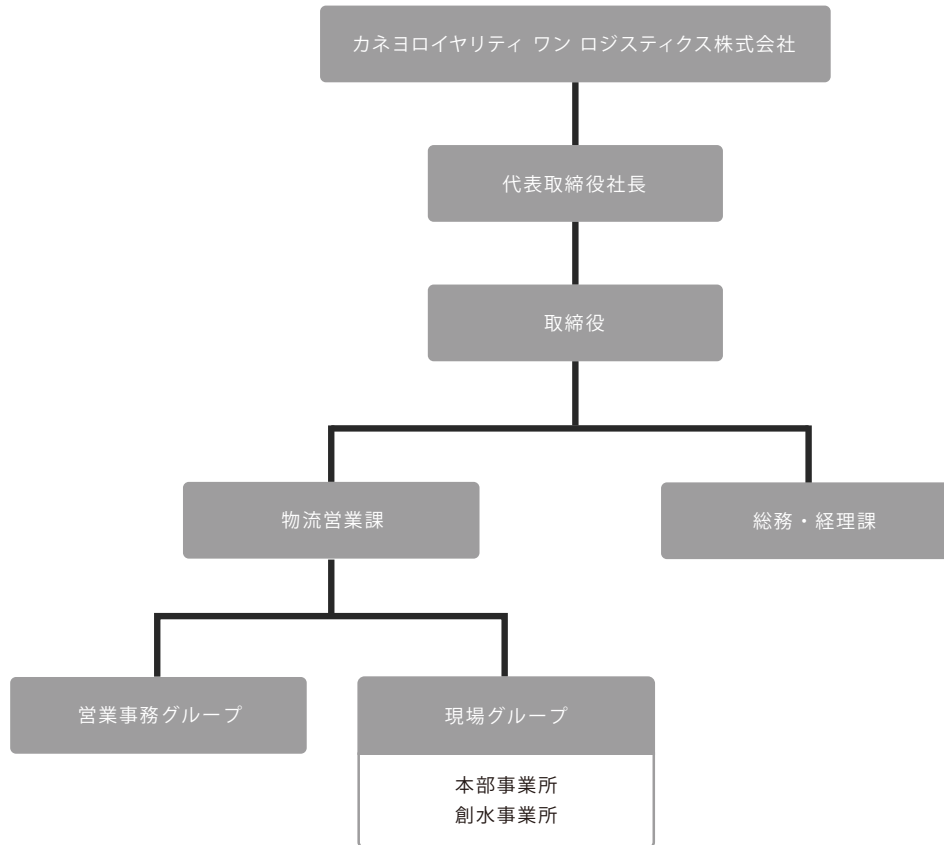 カネヨロイヤリティ ワン ロジスティクス株式会社
代表取締役社長
取締役
物流営業課
総務・経理課
営業事務グループ
現場グループ
本部事業所
創水事業所